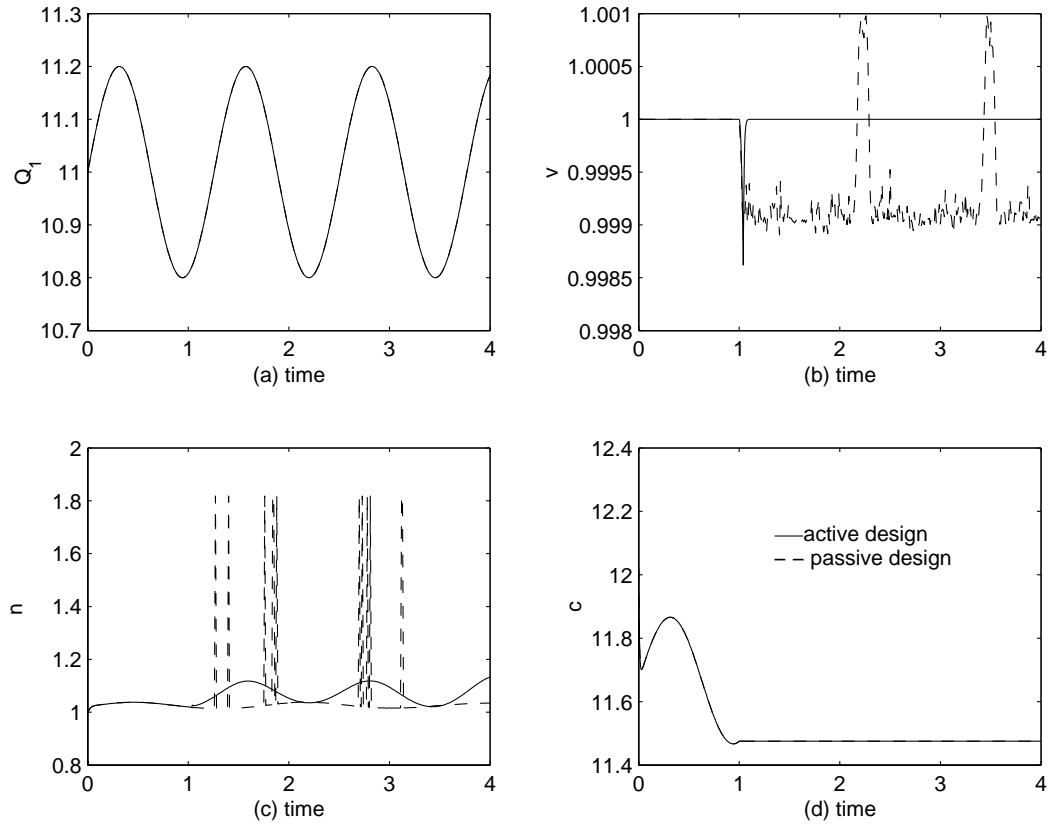 11.3
11.2
11.1
11
10.9
10.8
10.7
Q1
0 1 2 3 4
(a) time
1.001
1.0005
1
0.9995
0.999
0.9985
0.998
v
0 1 2 3 4
(b) time
2
1.8
1.6
1.4
1.2
1
0.8
n
0 1 2 3 4
(c) time
12.4
12.2
12
11.8
11.6
11.4
c
active design
passive design
0 1 2 3 4
(d) time